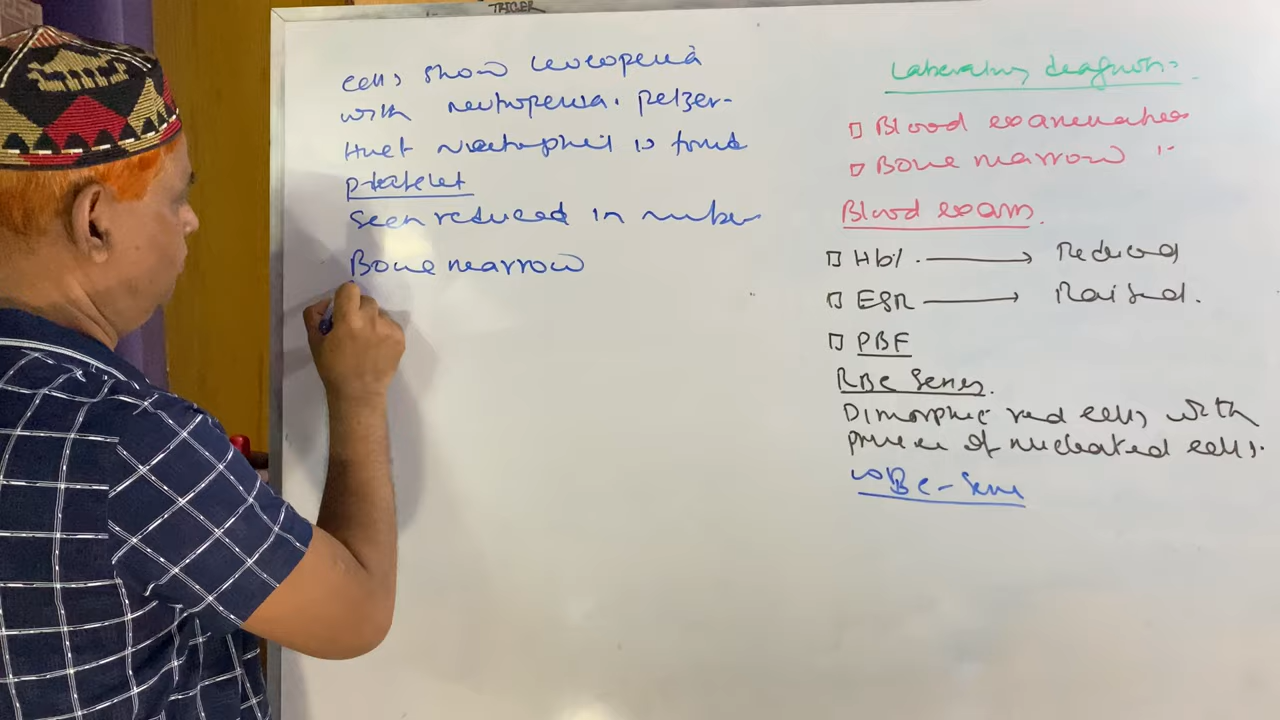 TRIGER
cells show leucopenia
with neutropenia. pelger-
Huet neutrophil is found
platelet
Seen reduced in number
Bone marrow
Laboratory diagnosis
Blood examination
Bone marrow "
Blood exam.
Hb%. → Reduced
ESR → Raised.
PBF
RBC Series.
Dimorphic red cells with
presence of nucleated cells.
WBC-Series